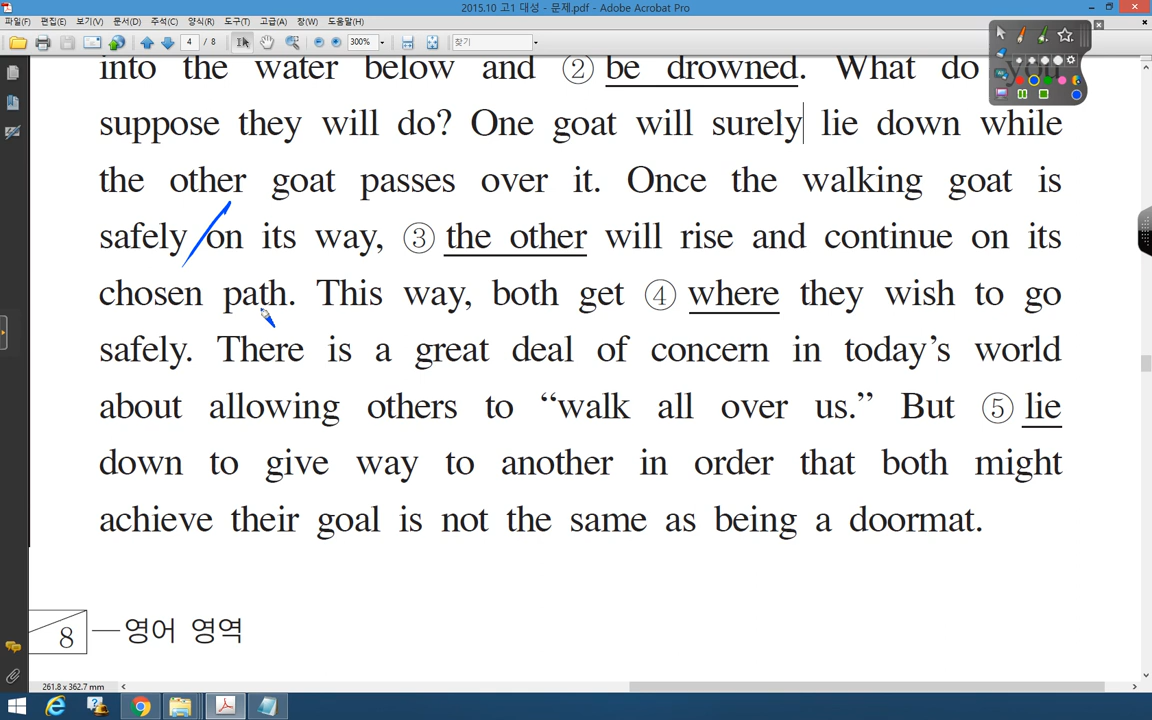 2015.10 고1 대성 - 문제.pdf - Adobe Acrobat Pro
파일(F) 편집(E) 보기(V) 문서(D) 주석(C) 양식(R) 도구(T) 고급(A) 창(W) 도움말(H)
4 / 8 300% 찾기
into the water below and ② be drowned. What do you
suppose they will do? One goat will surely lie down while
the other goat passes over it. Once the walking goat is
safely on its way, ③ the other will rise and continue on its
chosen path. This way, both get ④ where they wish to go
safely. There is a great deal of concern in today's world
about allowing others to “walk all over us.” But ⑤ lie
down to give way to another in order that both might
achieve their goal is not the same as being a doormat.
8 영어 영역
261.8 x 362.7 mm